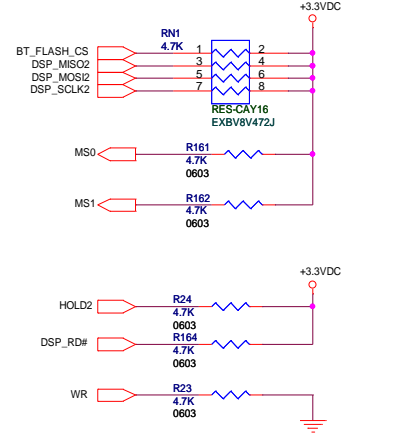 +3.3VDC
RN1
4.7K
BT_FLASH_CS 1 2
DSP_MISO2 3 4
DSP_MOSI2 5 6
DSP_SCLK2 7 8
RES-CAY16
EXBV8V472J
R161
MS0 4.7K
0603
R162
MS1 4.7K
0603
+3.3VDC
R24
HOLD2 4.7K
0603
R164
DSP_RD# 4.7K
0603
R23
WR 4.7K
0603